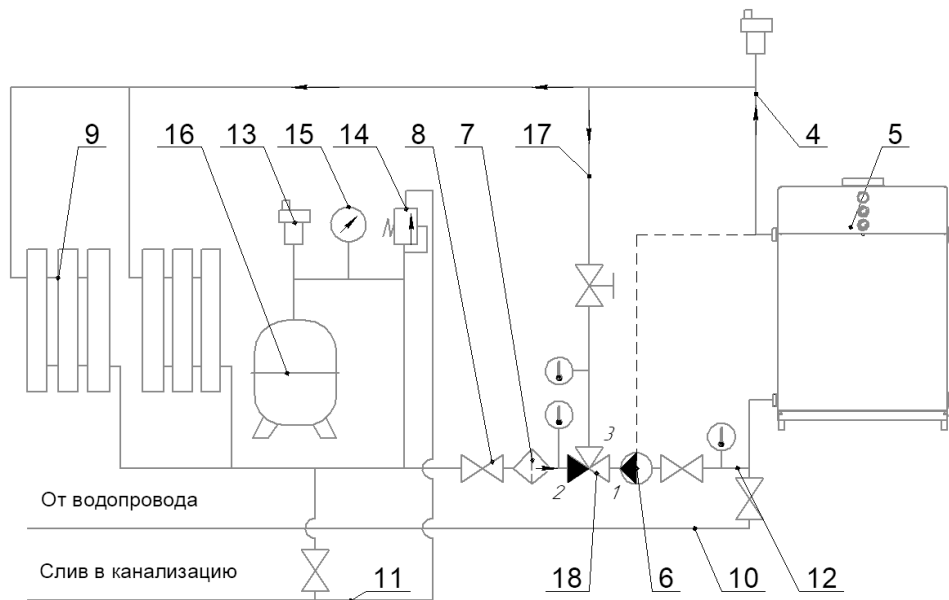 9 16 13 15 14 8 7 17 4 5
3
2 1
От водопровода
Слив в канализацию
11 18 6 10 12